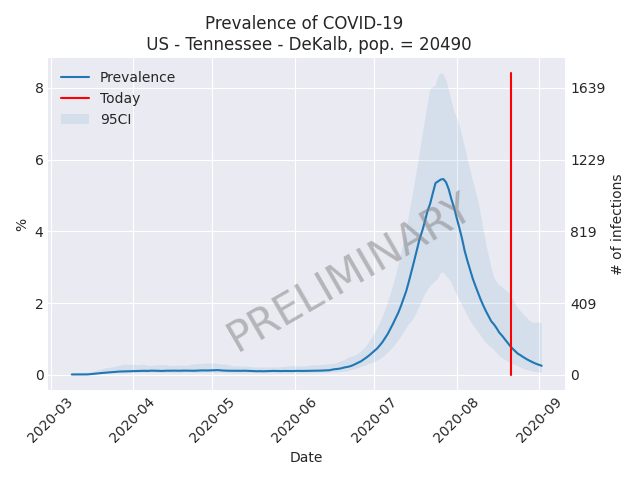 Prevalence of COVID-19
US - Tennessee - DeKalb, pop. = 20490
Prevalence
Today
95CI
8
6
4
2
0
%
1639
1229
819
409
0
# of infections
PRELIMINARY
2020-03
2020-04
2020-05
2020-06
2020-07
2020-08
2020-09
Date